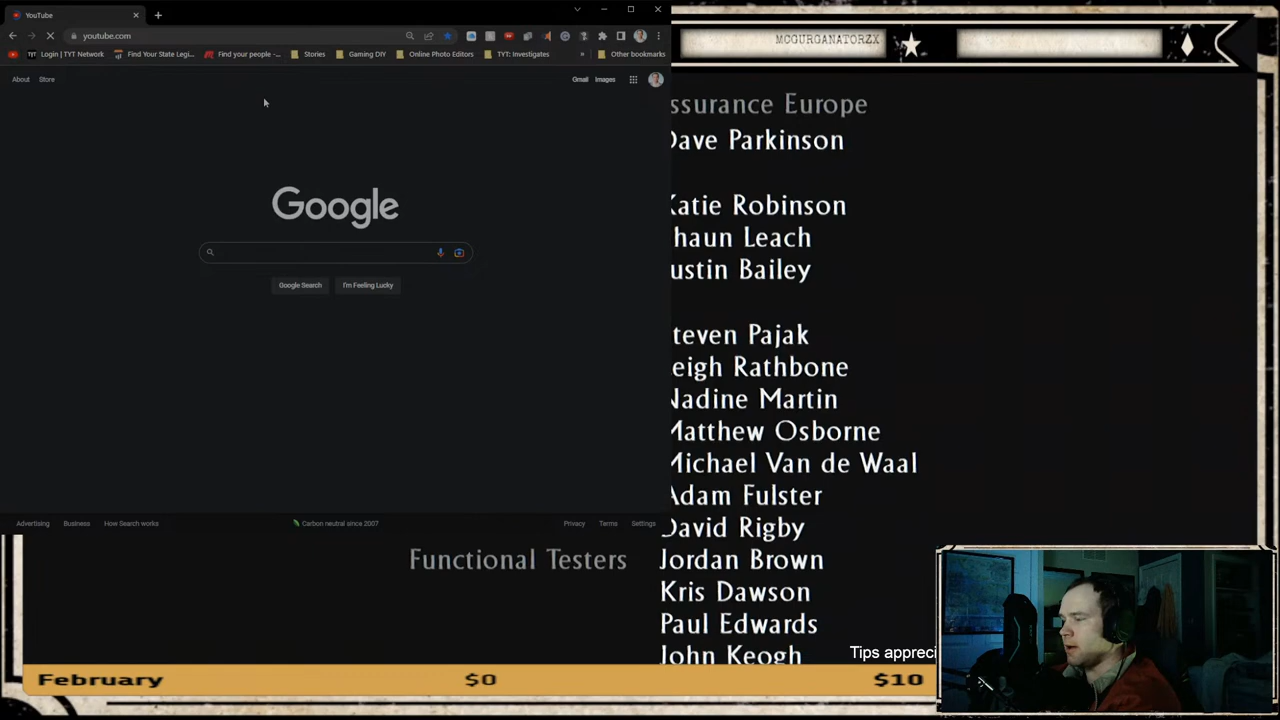 YouTube
youtube.com
Login | TYT Network
Find Your State Legi...
Find your people -...
Stories
Gaming DIY
Online Photo Editors
TYT: Investigates
»
Other bookmarks
About
Store
Gmail
Images
Google
Google Search
I'm Feeling Lucky
Advertising
Business
How Search works
Carbon neutral since 2007
Privacy
Terms
Settings
MCGURGANATORZX
ssurance Europe
Dave Parkinson
Katie Robinson
haun Leach
ustin Bailey
teven Pajak
eigh Rathbone
Nadine Martin
Matthew Osborne
Michael Van de Waal
Adam Fulster
David Rigby
Functional Testers
Jordan Brown
Kris Dawson
Paul Edwards
John Keogh
Tips appreci
February
$0
$10